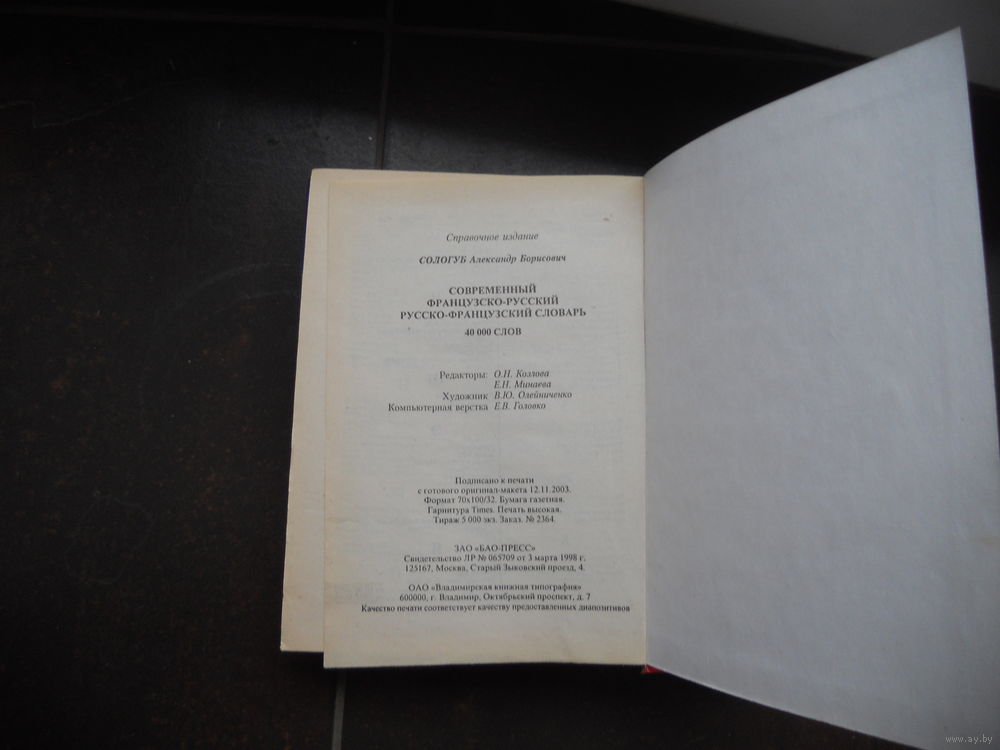 Справочное издание
СОЛОГУБ Александр Борисович
СОВРЕМЕННЫЙ
ФРАНЦУЗСКО-РУССКИЙ
РУССКО-ФРАНЦУЗСКИЙ СЛОВАРЬ
40 000 СЛОВ
Редакторы: О.Н. Козлова
Е.Н. Минаева
Художник В.Ю. Олейниченко
Компьютерная верстка Е.В. Головко
Подписано к печати
с готового оригинал-макета 12.11.2003.
Формат 70х100/32. Бумага газетная.
Гарнитура Times. Печать высокая.
Тираж 5 000 экз. Заказ. № 2364.
ЗАО «БАО-ПРЕСС»
Свидетельство ЛР № 065709 от 3 марта 1998 г.
125167, Москва, Старый Зыковский проезд, 4.
ОАО «Владимирская книжная типография»
600000, г. Владимир, Октябрьский проспект, д. 7
Качество печати соответствует качеству предоставленных диапозитивов
www.ay.by